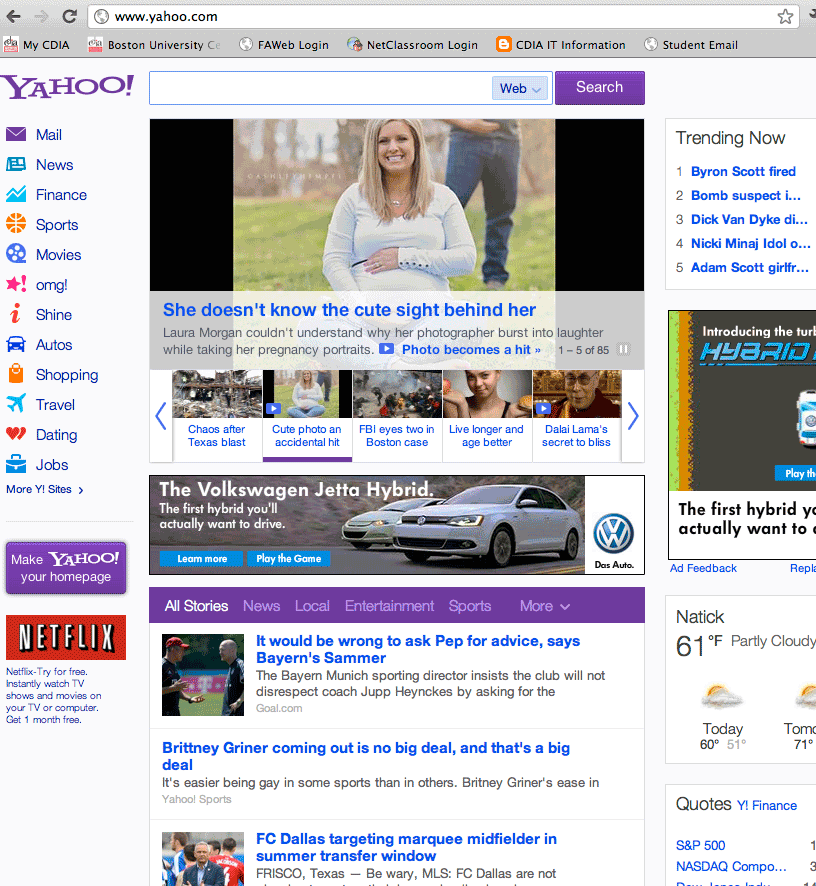 www.yahoo.com
My CDIA
Boston University Ce
FAWeb Login
NetClassroom Login
CDIA IT Information
Student Email
YAHOO!
Web
Search
Mail
News
Finance
Sports
Movies
omg!
Shine
Autos
Shopping
Travel
Dating
Jobs
More Y! Sites
Make YAHOO!
your homepage
NETFLIX
Netflix-Try for free.
Instantly watch TV
shows and movies on
your TV or computer.
Get 1 month free.
©ASHLEYHEMPEL
She doesn't know the cute sight behind her
Laura Morgan couldn't understand why her photographer burst into laughter
while taking her pregnancy portraits. Photo becomes a hit » 1 – 5 of 85
Chaos after
Texas blast
Cute photo an
accidental hit
FBI eyes two in
Boston case
Live longer and
age better
Dalai Lama's
secret to bliss
The Volkswagen Jetta Hybrid.
The first hybrid you'll
actually want to drive.
Learn more
Play the Game
Das Auto.
All Stories
News
Local
Entertainment
Sports
More
It would be wrong to ask Pep for advice, says
Bayern's Sammer
The Bayern Munich sporting director insists the club will not
disrespect coach Jupp Heynckes by asking for the
Goal.com
Brittney Griner coming out is no big deal, and that's a big
deal
It's easier being gay in some sports than in others. Britney Griner's ease in
Yahoo! Sports
FC Dallas targeting marquee midfielder in
summer transfer window
FRISCO, Texas — Be wary, MLS: FC Dallas are not
Trending Now
1 Byron Scott fired
2 Bomb suspect i...
3 Dick Van Dyke di...
4 Nicki Minaj Idol o...
5 Adam Scott girlfr...
Introducing the turb
HYBRID
Play th
The first hybrid yo
actually want to d
Ad Feedback
Repla
Natick
61°F Partly Cloudy
Today
60° 51°
Tomo
71°
Quotes Y! Finance
S&P 500 1
NASDAQ Compo... 3